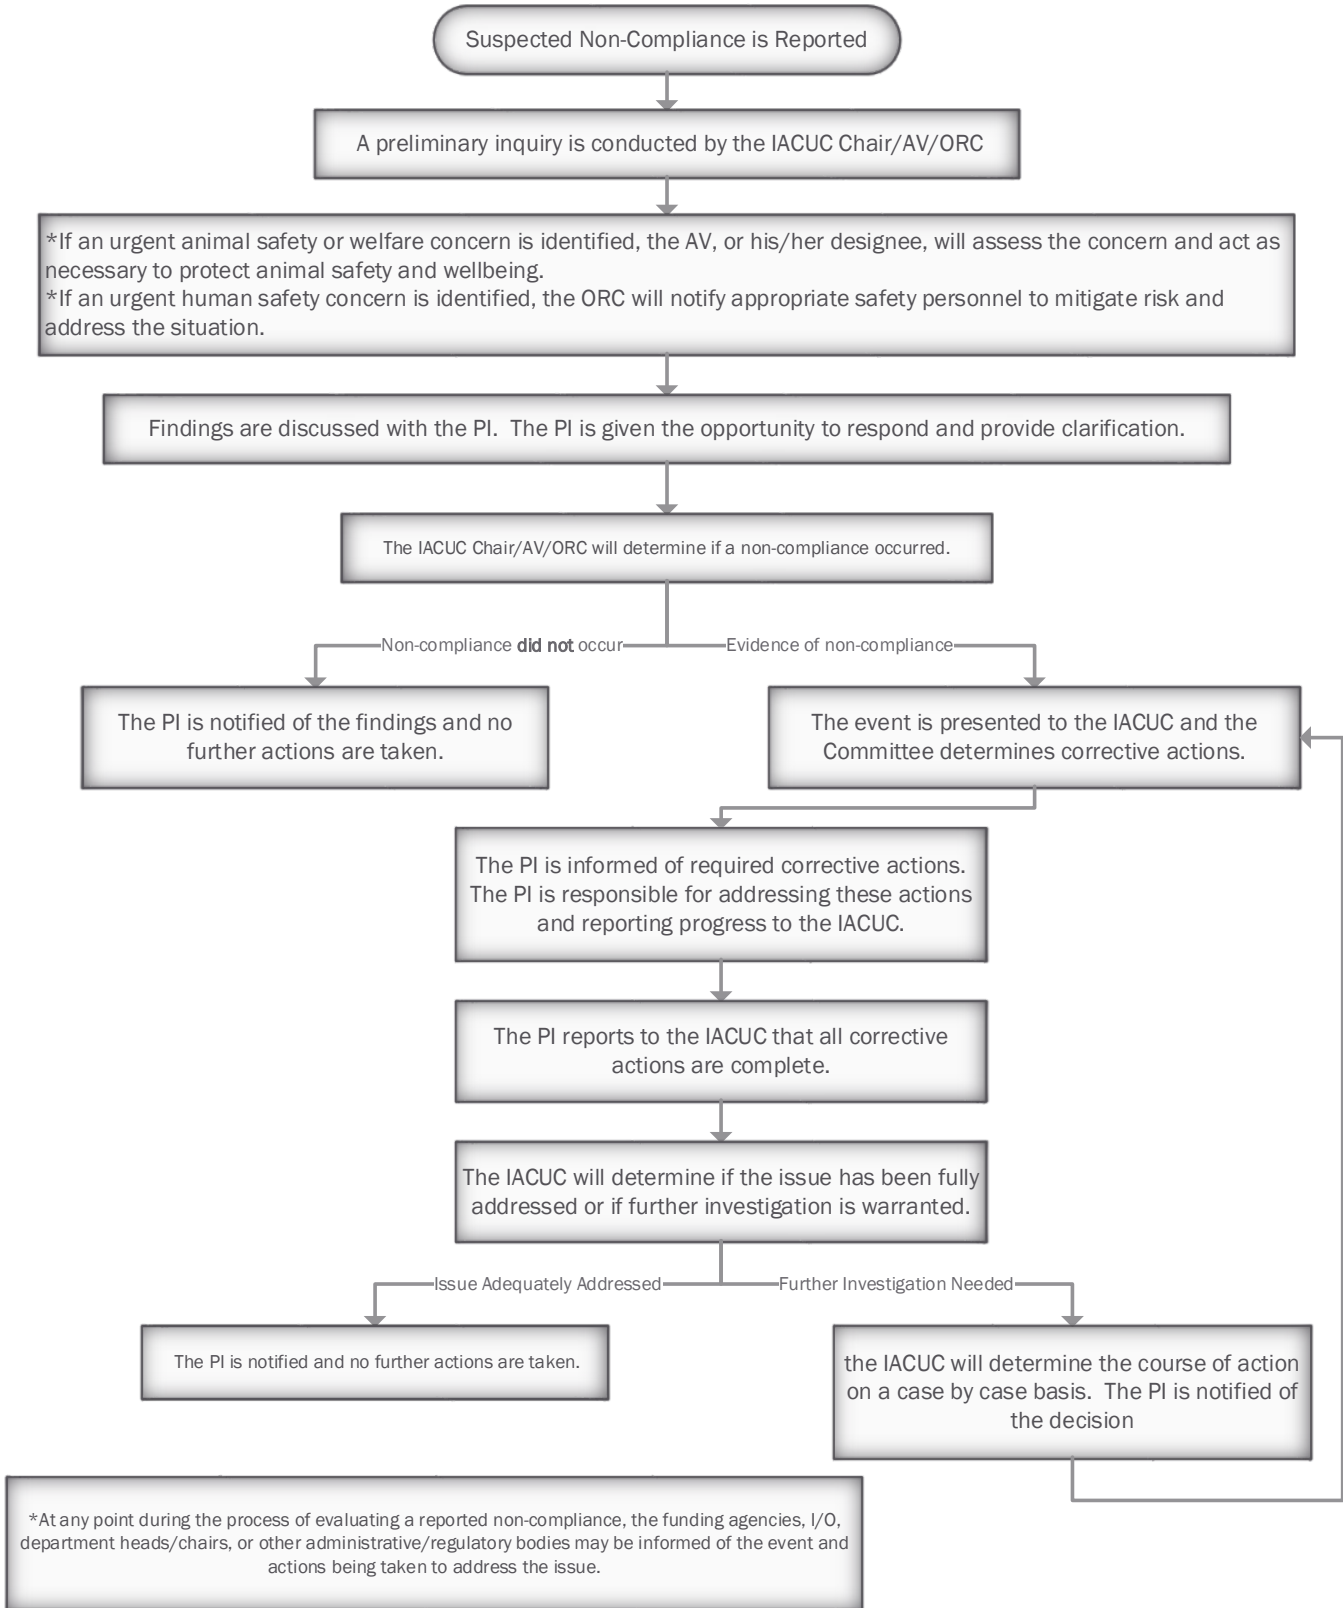 Suspected Non-Compliance is Reported
A preliminary inquiry is conducted by the IACUC Chair/AV/ORC
*If an urgent animal safety or welfare concern is identified, the AV, or his/her designee, will assess the concern and act as
necessary to protect animal safety and wellbeing.
*If an urgent human safety concern is identified, the ORC will notify appropriate safety personnel to mitigate risk and
address the situation.
Findings are discussed with the PI.  The PI is given the opportunity to respond and provide clarification.
The IACUC Chair/AV/ORC will determine if a non-compliance occurred.
Non-compliance did not occur
Evidence of non-compliance
The PI is notified of the findings and no
further actions are taken.
The event is presented to the IACUC and the
Committee determines corrective actions.
The PI is informed of required corrective actions.
The PI is responsible for addressing these actions
and reporting progress to the IACUC.
The PI reports to the IACUC that all corrective
actions are complete.
The IACUC will determine if the issue has been fully
addressed or if further investigation is warranted.
Issue Adequately Addressed
Further Investigation Needed
The PI is notified and no further actions are taken.
the IACUC will determine the course of action
on a case by case basis.  The PI is notified of
the decision
*At any point during the process of evaluating a reported non-compliance, the funding agencies, I/O,
department heads/chairs, or other administrative/regulatory bodies may be informed of the event and
actions being taken to address the issue.